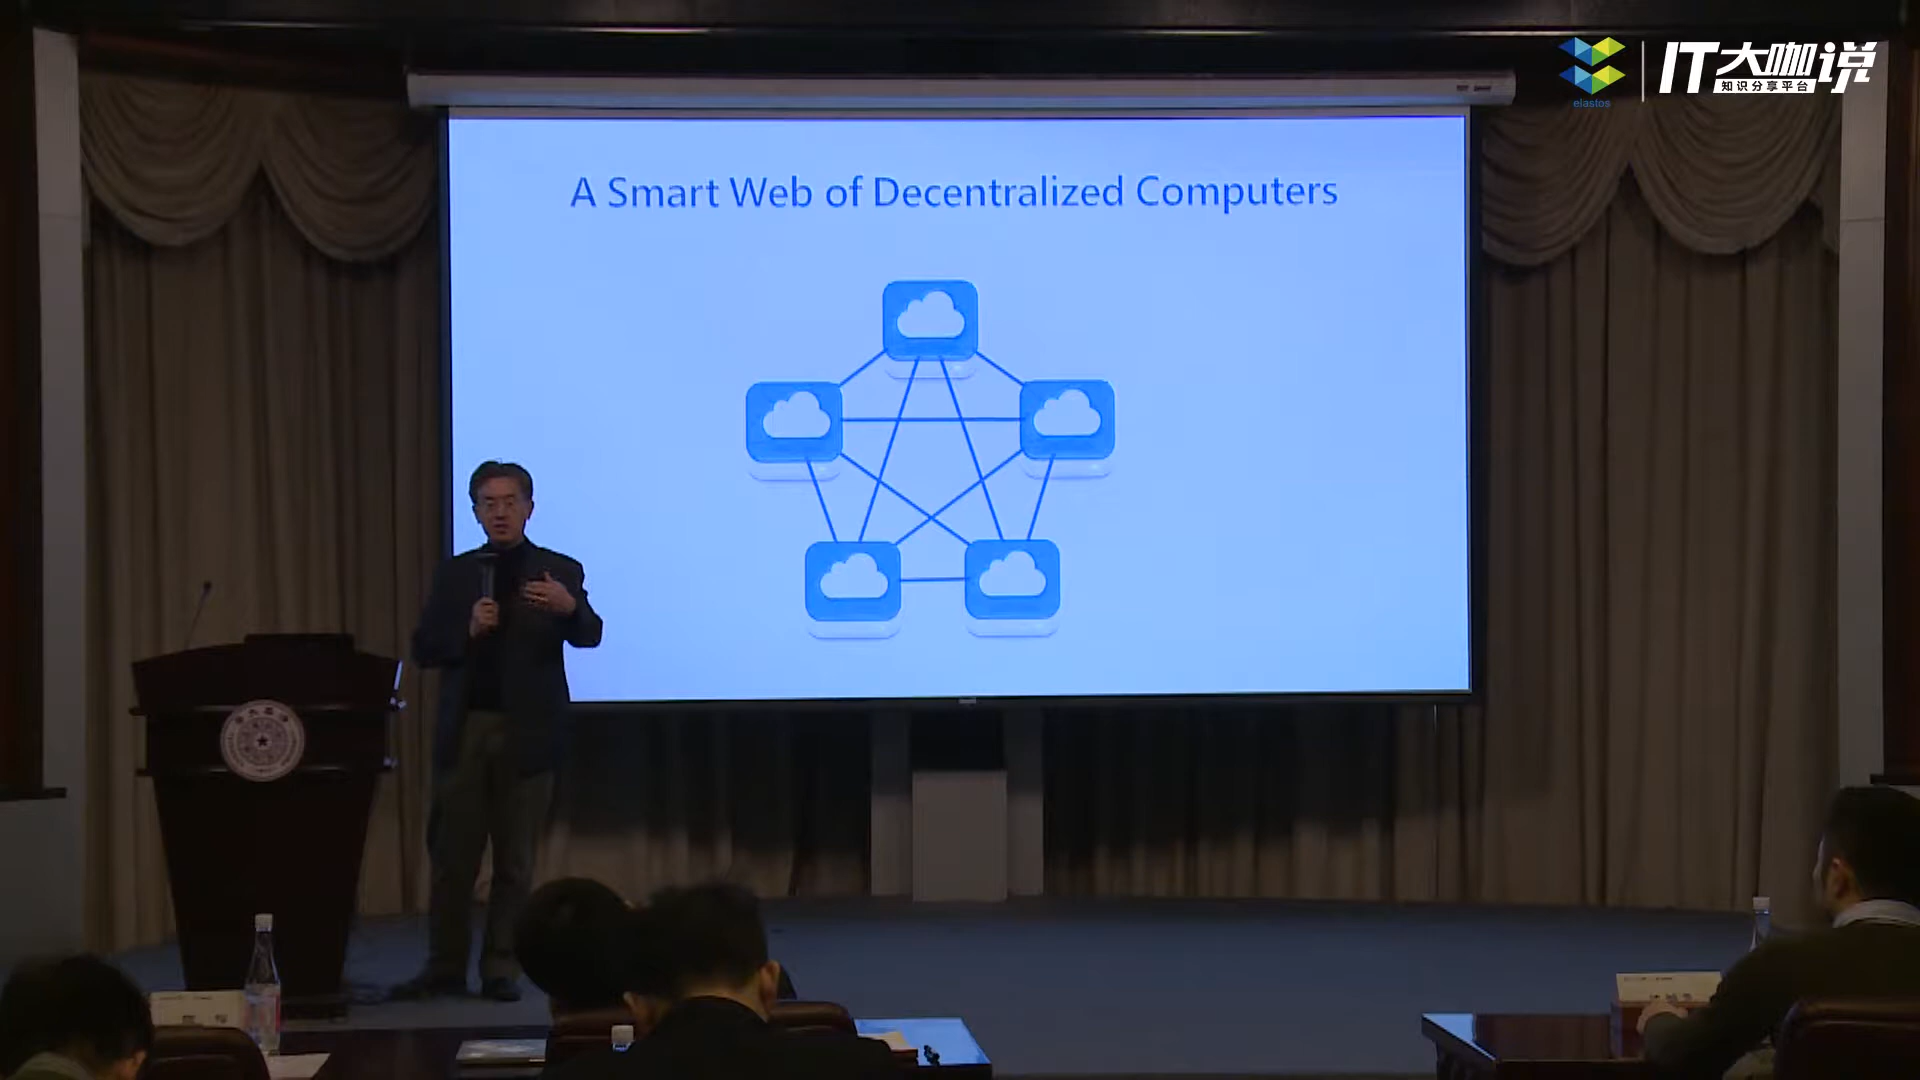 elastos
IT大咖说
知识分享平台
A Smart Web of Decentralized Computers